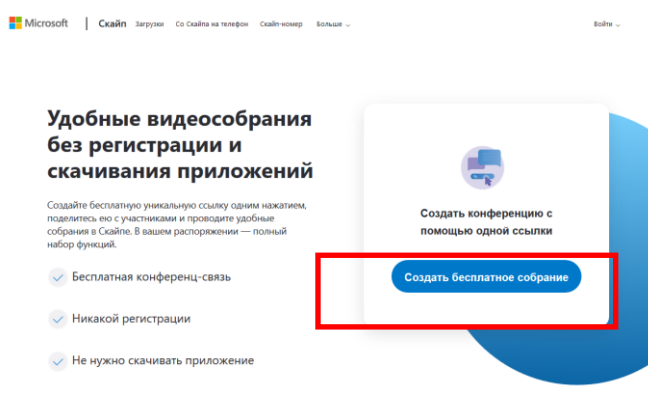 Microsoft | Скайп Загрузки Со Скайпа на телефон Скайп-номер Больше Войти
Удобные видеособрания
без регистрации и
скачивания приложений
Создайте бесплатную уникальную ссылку одним нажатием,
поделитесь ею с участниками и проводите удобные
собрания в Скайпе. В вашем распоряжении — полный
набор функций.
Бесплатная конференц-связь
Никакой регистрации
Не нужно скачивать приложение
Создать конференцию с
помощью одной ссылки
Создать бесплатное собрание